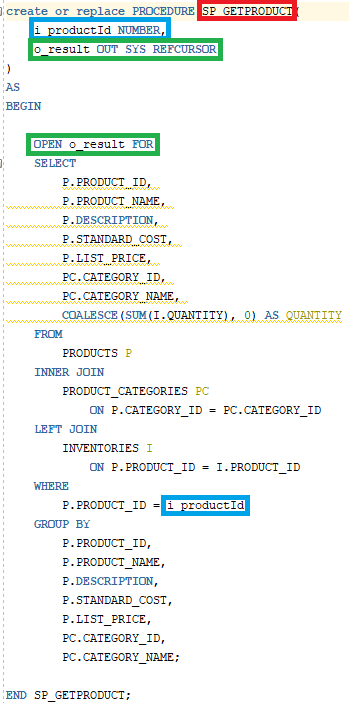 create or replace PROCEDURE SP_GETPRODUCT(
i_productId NUMBER,
o_result OUT SYS_REFCURSOR
)
AS
BEGIN
OPEN o_result FOR
SELECT
P.PRODUCT_ID,
P.PRODUCT_NAME,
P.DESCRIPTION,
P.STANDARD_COST,
P.LIST_PRICE,
PC.CATEGORY_ID,
PC.CATEGORY_NAME,
COALESCE(SUM(I.QUANTITY), 0) AS QUANTITY
FROM
PRODUCTS P
INNER JOIN
PRODUCT_CATEGORIES PC
ON P.CATEGORY_ID = PC.CATEGORY_ID
LEFT JOIN
INVENTORIES I
ON P.PRODUCT_ID = I.PRODUCT_ID
WHERE
P.PRODUCT_ID = i_productId
GROUP BY
P.PRODUCT_ID,
P.PRODUCT_NAME,
P.DESCRIPTION,
P.STANDARD_COST,
P.LIST_PRICE,
PC.CATEGORY_ID,
PC.CATEGORY_NAME;
END SP_GETPRODUCT;